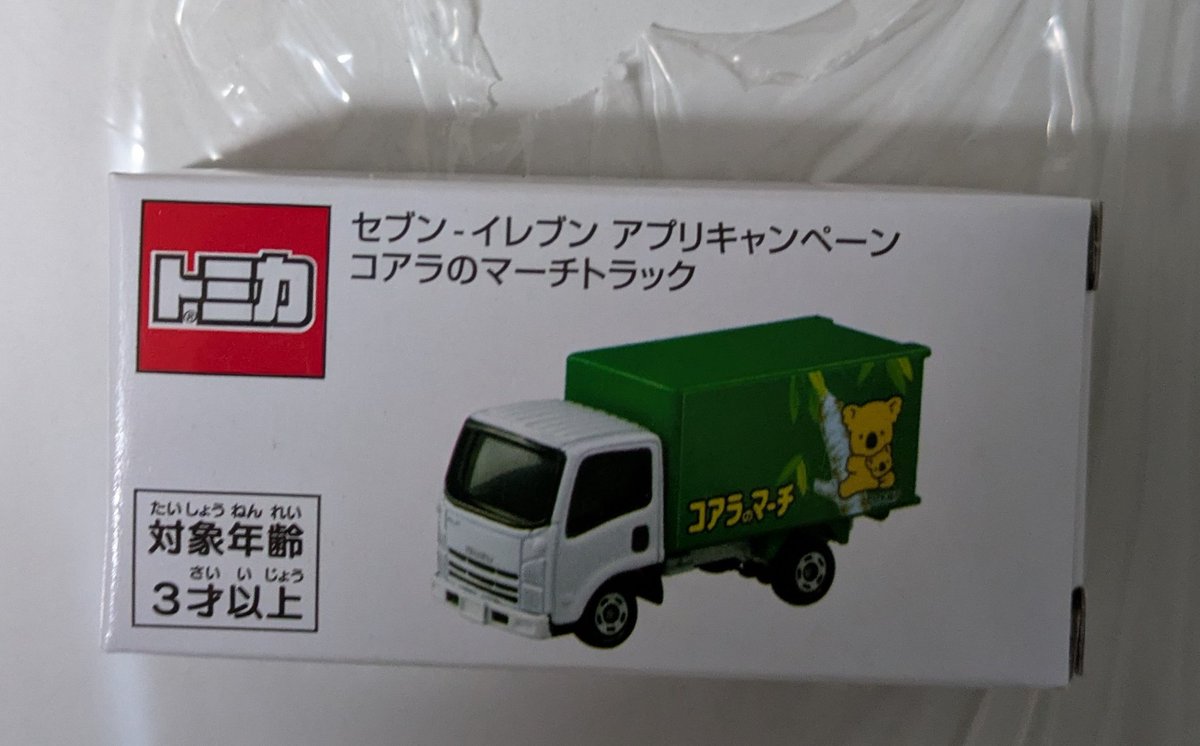 トミカ®
セブン-イレブン アプリキャンペーン
コアラのマーチトラック
コアラのマーチ
ISUZU
たいしょう ねん れい
対象年齢
さい い じょう
3才以上